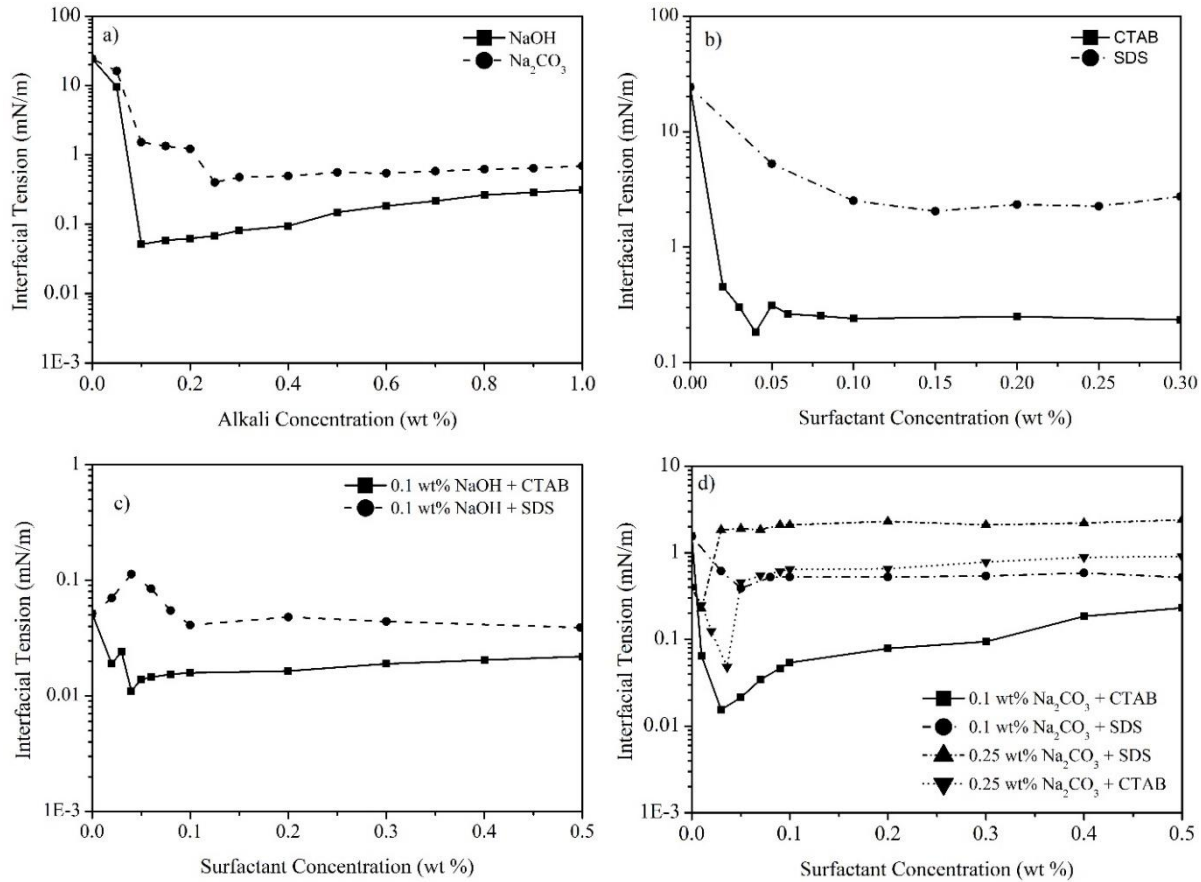 a)
NaOH
Na₂CO₃
100
10
1
0.1
0.01
1E-3
Interfacial Tension (mN/m)
0.0 0.2 0.4 0.6 0.8 1.0
Alkali Concentration (wt %)
b)
CTAB
SDS
100
10
1
0.1
Interfacial Tension (mN/m)
0.00 0.05 0.10 0.15 0.20 0.25 0.30
Surfactant Concentration (wt %)
c)
0.1 wt% NaOH + CTAB
0.1 wt% NaOH + SDS
1
0.1
0.01
1E-3
Interfacial Tension (mN/m)
0.0 0.1 0.2 0.3 0.4 0.5
Surfactant Concentration (wt %)
d)
10
1
0.1
0.01
1E-3
Interfacial Tension (mN/m)
0.1 wt% Na₂CO₃ + CTAB
0.1 wt% Na₂CO₃ + SDS
0.25 wt% Na₂CO₃ + SDS
0.25 wt% Na₂CO₃ + CTAB
0.0 0.1 0.2 0.3 0.4 0.5
Surfactant Concentration (wt %)